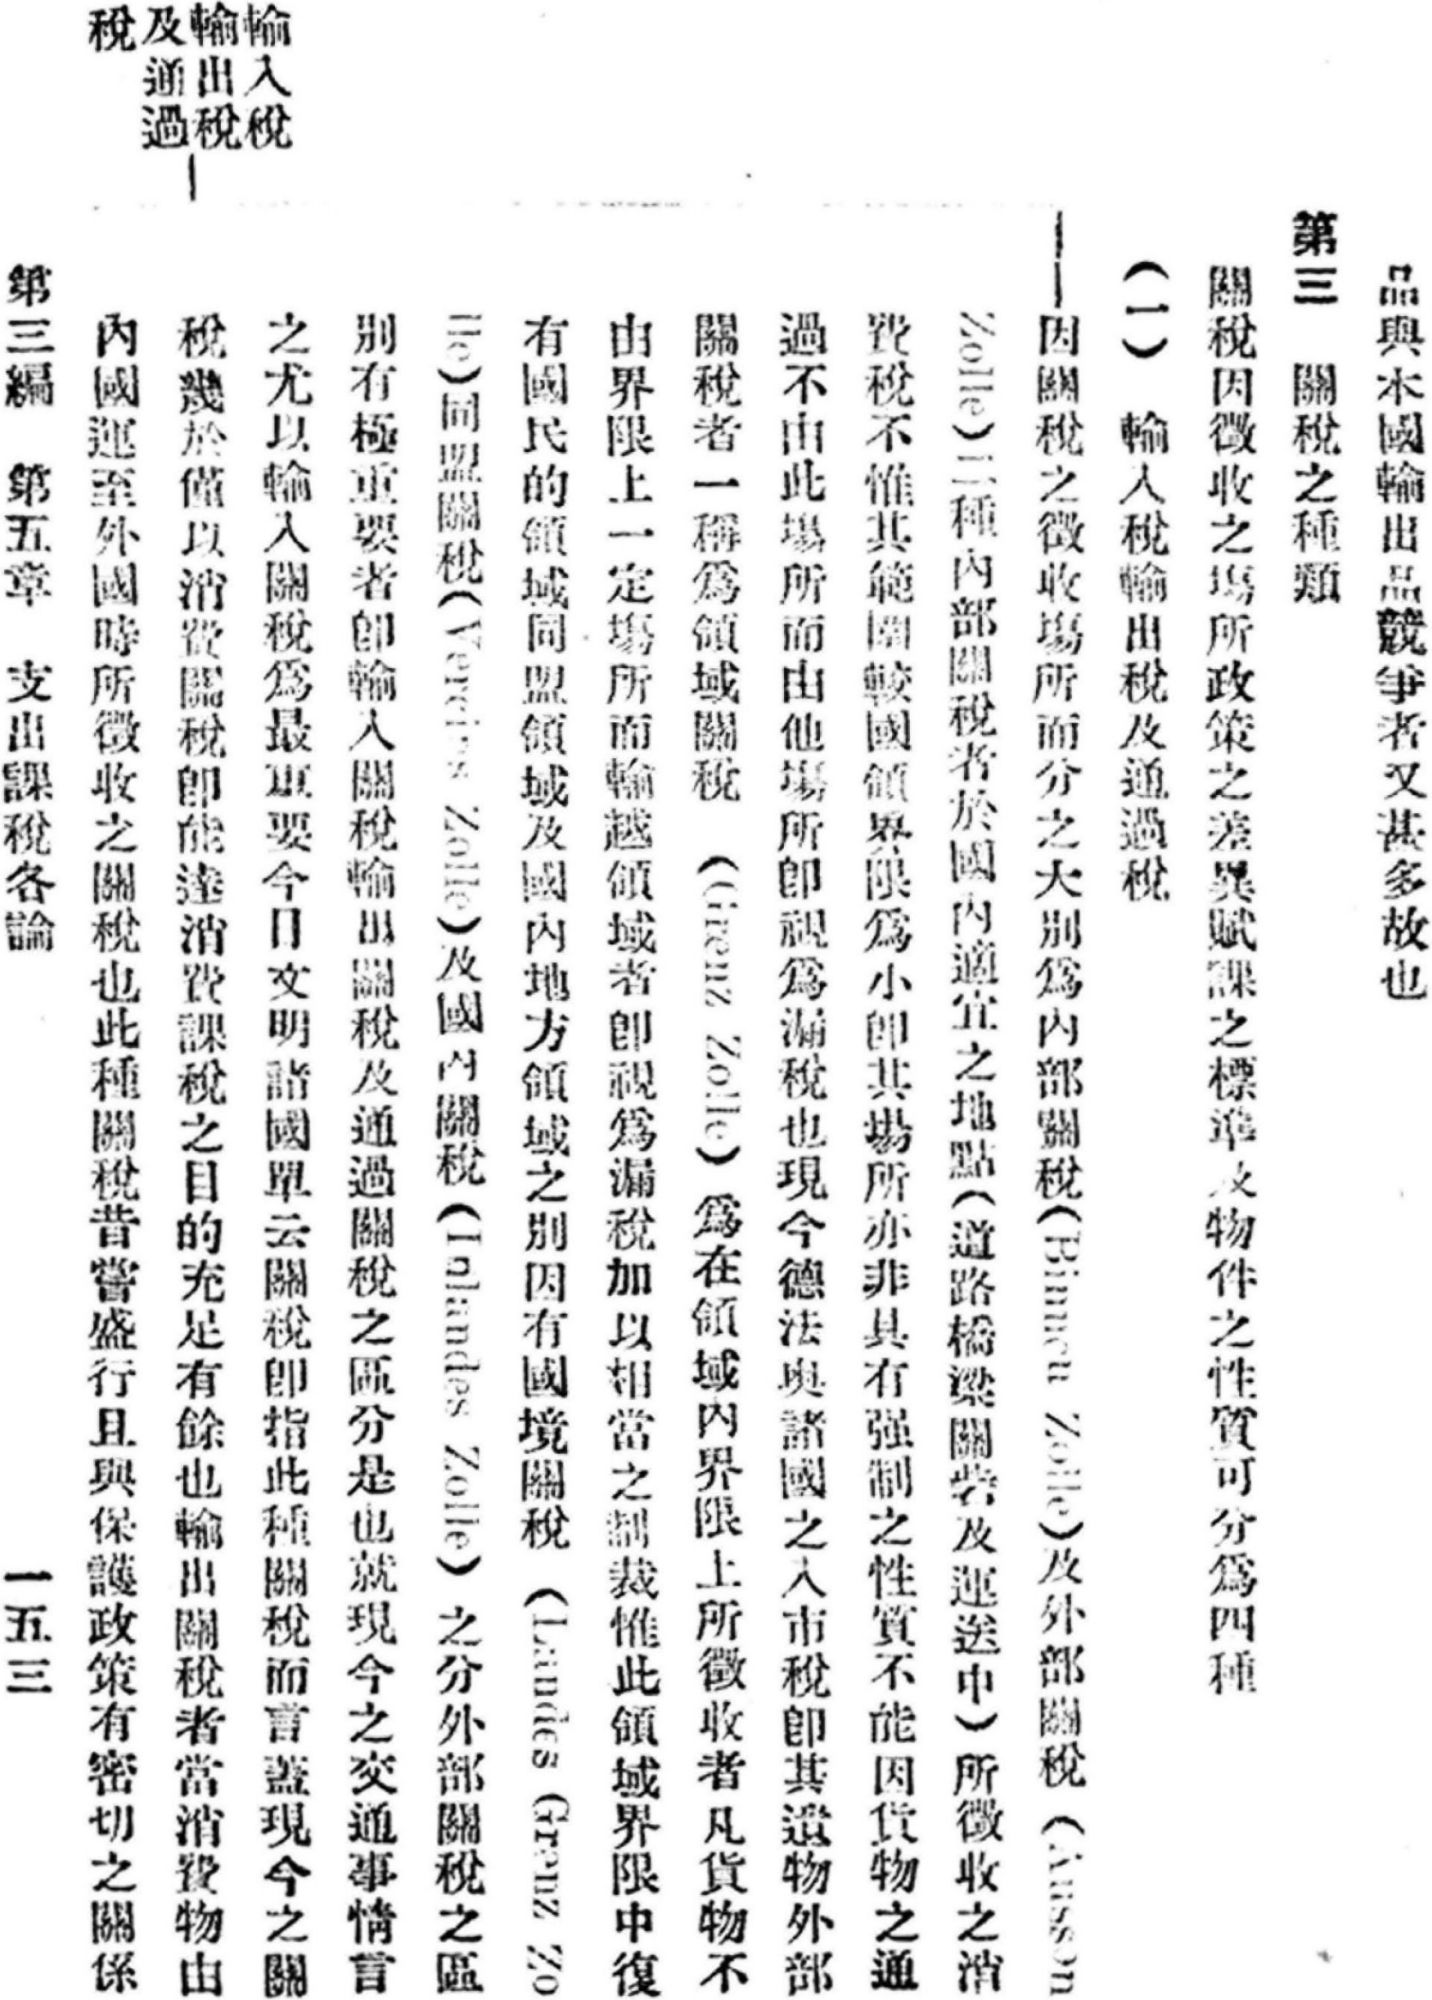 品與本國輸出品競爭者又甚多故也
第三　關稅之種類
關稅因徵收之塲所政策之差異賦課之標準及物件之性質可分爲四種
（一）　輸入稅輸出稅及通過稅
輸入稅
輸出稅
及通過
稅
因關稅之徵收塲所而分之大別爲內部關稅(Binnen Zolle)及外部關稅（Ausson
Zolle)二種內部關稅者於國內適宜之地點（道路橋梁關砦及運送中）所徵收之消
費稅不惟其範圍較國領界限爲小卽其塲所亦非具有强制之性質不能因貨物之通
過不由此塲所而由他塲所卽視爲漏稅也現今德法奧諸國之入市稅卽其遺物外部
關稅者一稱爲領域關稅　（Grenz Zolle）爲在領域內界限上所徵收者凡貨物不
由界限上一定塲所而輸越領域者卽視爲漏稅加以相當之制裁惟此領域界限中復
有國民的領域同盟領域及國內地方領域之別因有國境關稅　（Landes Grenz Zo
lle)同盟關稅（Vereins Zolle）及國內關稅（Inlandes Zolle）之分外部關稅之區
別有極重要者卽輸入關稅輸出關稅及通過關稅之區分是也就現今之交通事情言
之尤以輸入關稅爲最重要今日文明諸國單云關稅卽指此種關稅而言蓋現今之關
稅幾於僅以消費關稅卽能達消費課稅之目的充足有餘也輸出關稅者當消費物由
內國運至外國時所徵收之關稅也此種關稅昔嘗盛行且與保護政策有密切之關係
第三編　第五章　支出課稅各論　一五三